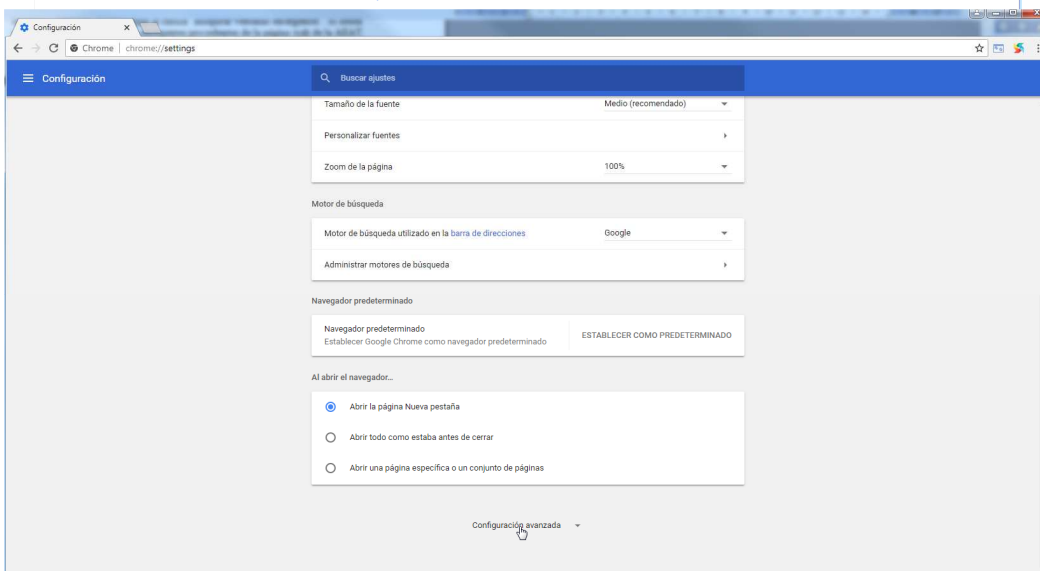 Configuración
Chrome | chrome://settings
Configuración
Buscar ajustes
Tamaño de la fuente
Medio (recomendado)
Personalizar fuentes
Zoom de la página
100%
Motor de búsqueda
Motor de búsqueda utilizado en la barra de direcciones
Google
Administrar motores de búsqueda
Navegador predeterminado
Navegador predeterminado
Establecer Google Chrome como navegador predeterminado
ESTABLECER COMO PREDETERMINADO
Al abrir el navegador...
Abrir la página Nueva pestaña
Abrir todo como estaba antes de cerrar
Abrir una página específica o un conjunto de páginas
Configuración avanzada